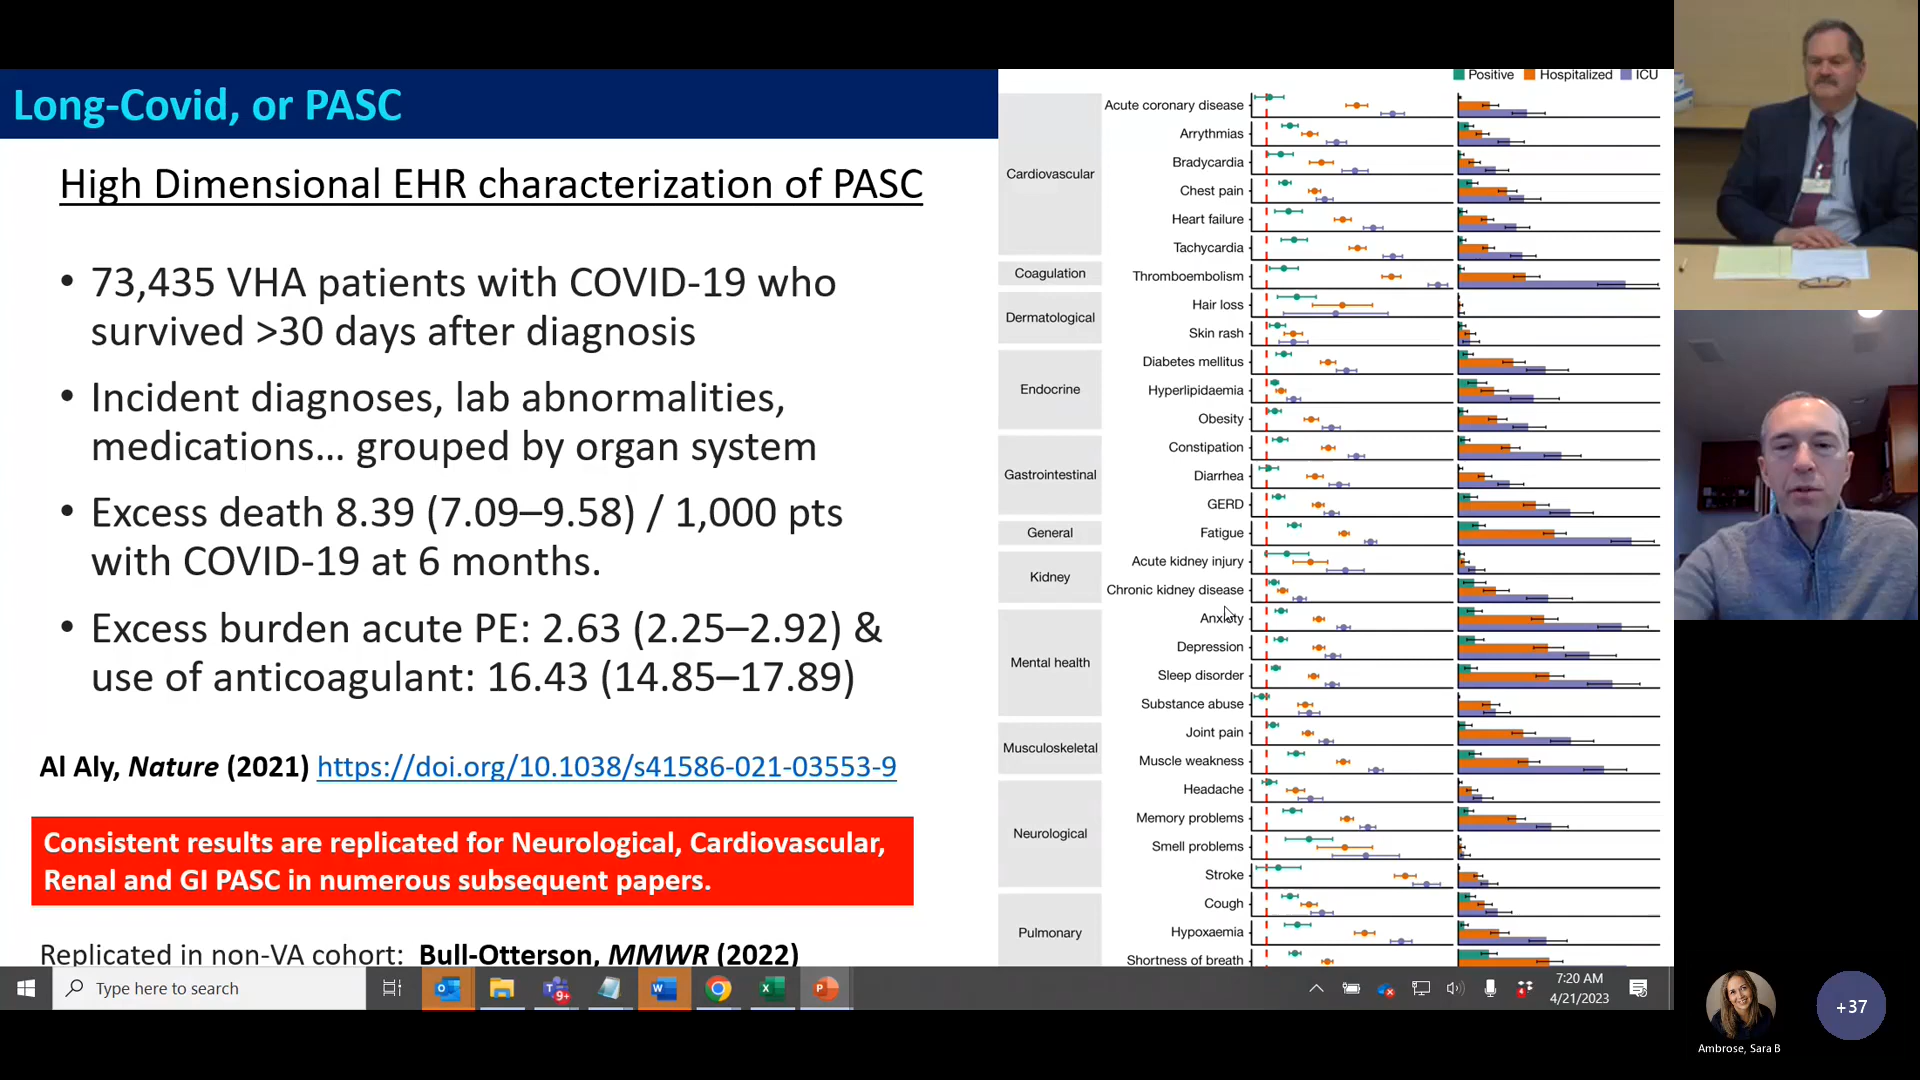 Long-Covid, or PASC
High Dimensional EHR characterization of PASC
• 73,435 VHA patients with COVID-19 who
survived >30 days after diagnosis
• Incident diagnoses, lab abnormalities,
medications... grouped by organ system
• Excess death 8.39 (7.09–9.58) / 1,000 pts
with COVID-19 at 6 months.
• Excess burden acute PE: 2.63 (2.25–2.92) &
use of anticoagulant: 16.43 (14.85–17.89)
Al Aly, Nature (2021) https://doi.org/10.1038/s41586-021-03553-9
Consistent results are replicated for Neurological, Cardiovascular,
Renal and GI PASC in numerous subsequent papers.
Replicated in non-VA cohort: Bull-Otterson, MMWR (2022)
Positive Hospitalized ICU
Cardiovascular
Acute coronary disease
Arrythmias
Bradycardia
Chest pain
Heart failure
Tachycardia
Coagulation
Thromboembolism
Dermatological
Hair loss
Skin rash
Endocrine
Diabetes mellitus
Hyperlipidaemia
Obesity
Gastrointestinal
Constipation
Diarrhea
GERD
General
Fatigue
Kidney
Acute kidney injury
Chronic kidney disease
Mental health
Anxiety
Depression
Sleep disorder
Substance abuse
Musculoskeletal
Joint pain
Muscle weakness
Neurological
Headache
Memory problems
Smell problems
Stroke
Pulmonary
Cough
Hypoxaemia
Shortness of breath
Type here to search
9+
4
7:20 AM
4/21/2023
+37
Ambrose, Sara B